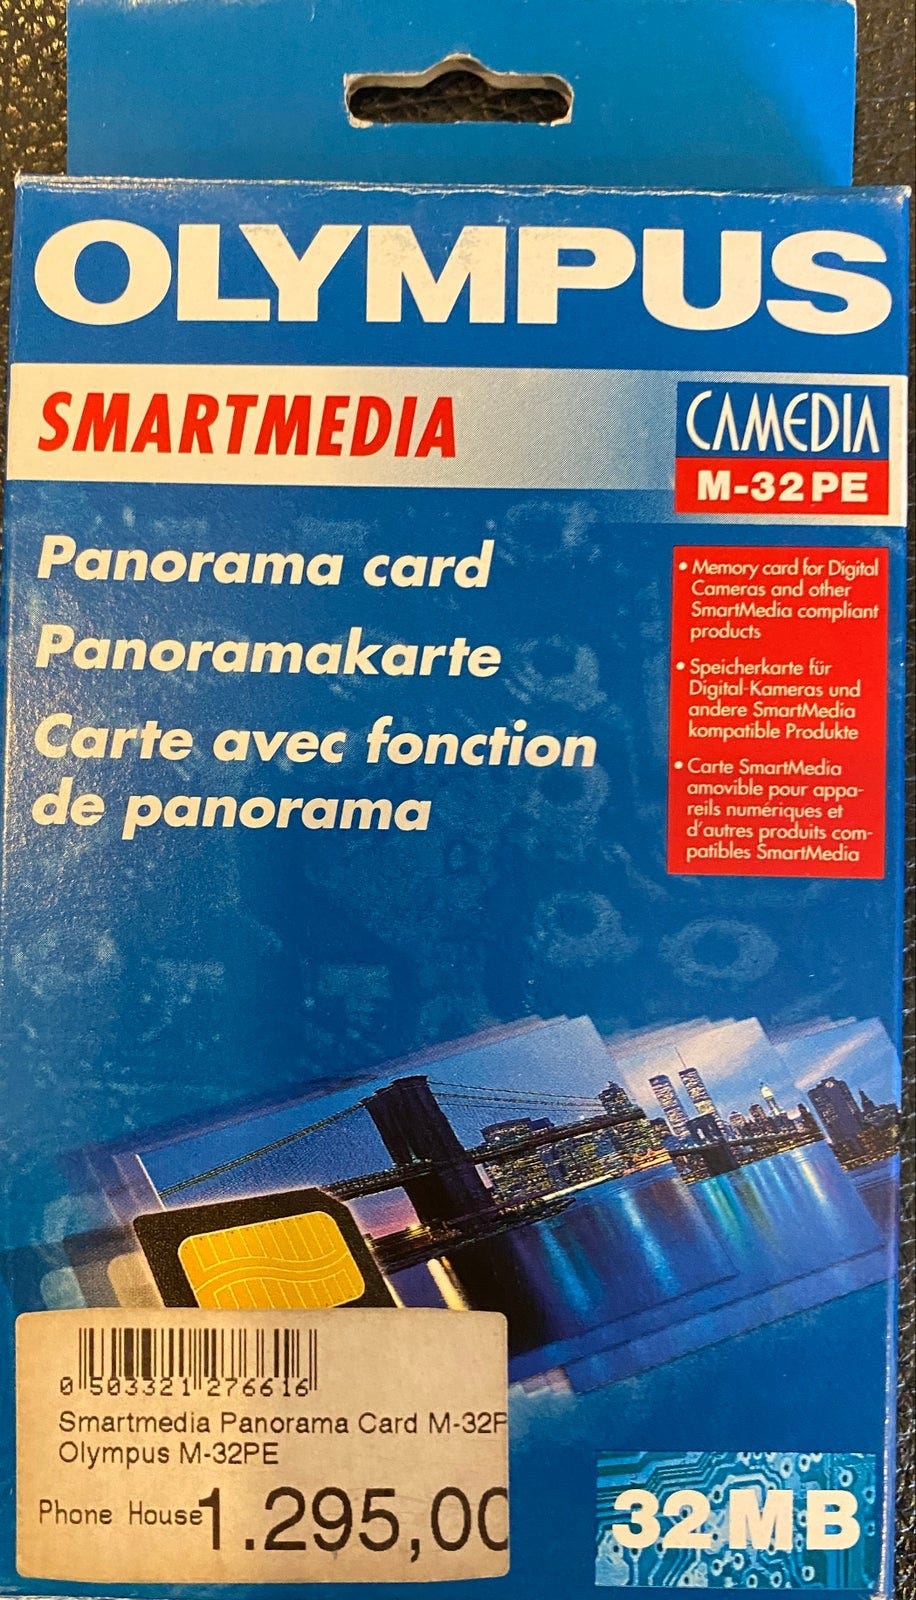 OLYMPUS
SMARTMEDIA
CAMEDIA
M-32PE
Panorama card
Panoramakarte
Carte avec fonction
de panorama
• Memory card for Digital
Cameras and other
SmartMedia compliant
products
• Speicherkarte für
Digital-Kameras und
andere SmartMedia
kompatible Produkte
• Carte SmartMedia
amovible pour appa-
reils numériques et
d'autres produits com-
patibles SmartMedia
0 503321 276616
Smartmedia Panorama Card M-32P
Olympus M-32PE
Phone House 1.295,00
32MB